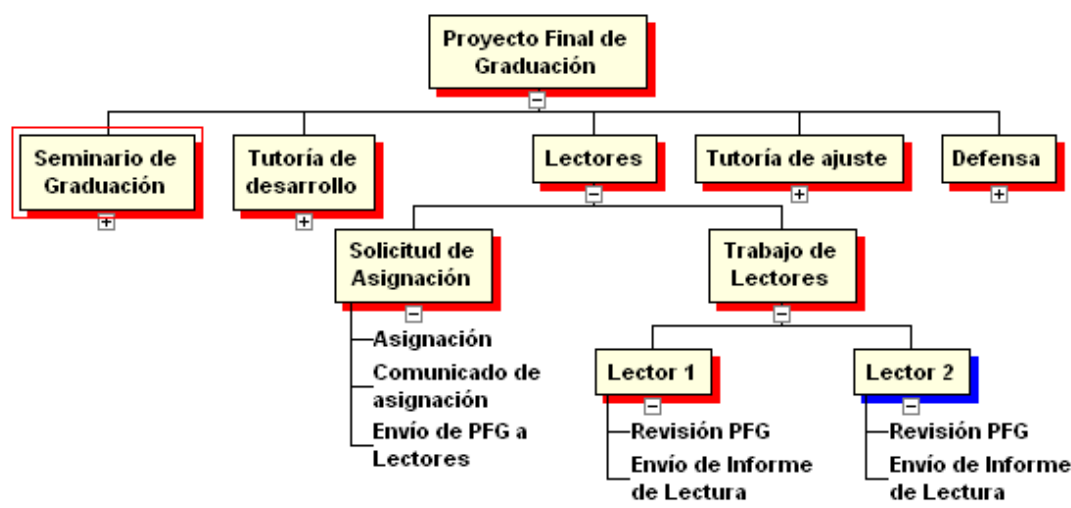 Proyecto Final de
Graduación
Seminario de
Graduación
Tutoría de
desarrollo
Lectores
Tutoría de ajuste
Defensa
Solicitud de
Asignación
Trabajo de
Lectores
Asignación
Comunicado de
asignación
Envío de PFG a
Lectores
Lector 1
Revisión PFG
Envío de Informe
de Lectura
Lector 2
Revisión PFG
Envío de Informe
de Lectura